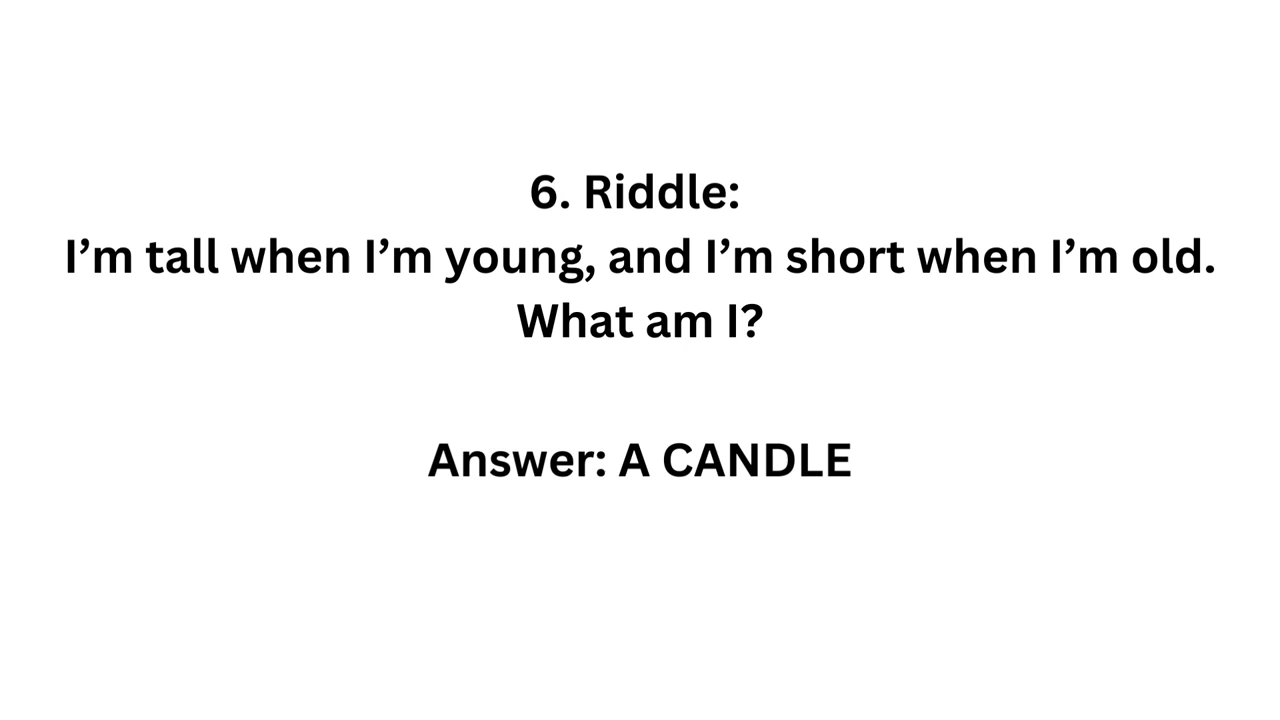 6. Riddle:
I’m tall when I’m young, and I’m short when I’m old.
What am I?
Answer: A CANDLE